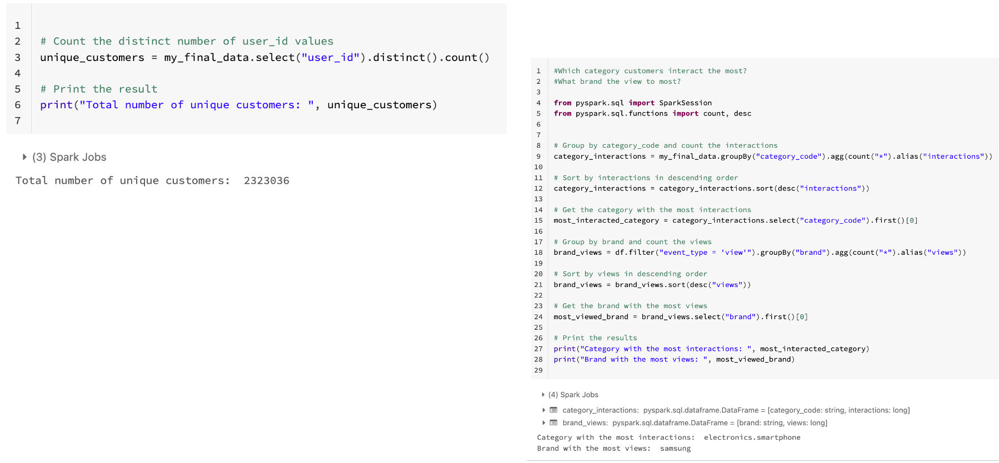 1
2 # Count the distinct number of user_id values
3 unique_customers = my_final_data.select("user_id").distinct().count()
4
5 # Print the result
6 print("Total number of unique customers: ", unique_customers)
7
(3) Spark Jobs
Total number of unique customers:  2323036
1 #Which category customers interact the most?
2 #What brand the view to most?
3
4 from pyspark.sql import SparkSession
5 from pyspark.sql.functions import count, desc
6
7
8 # Group by category_code and count the interactions
9 category_interactions = my_final_data.groupBy("category_code").agg(count("*").alias("interactions"))
10
11 # Sort by interactions in descending order
12 category_interactions = category_interactions.sort(desc("interactions"))
13
14 # Get the category with the most interactions
15 most_interacted_category = category_interactions.select("category_code").first()[0]
16
17 # Group by brand and count the views
18 brand_views = df.filter("event_type = 'view'").groupBy("brand").agg(count("*").alias("views"))
19
20 # Sort by views in descending order
21 brand_views = brand_views.sort(desc("views"))
22
23 # Get the brand with the most views
24 most_viewed_brand = brand_views.select("brand").first()[0]
25
26 # Print the results
27 print("Category with the most interactions: ", most_interacted_category)
28 print("Brand with the most views: ", most_viewed_brand)
29
(4) Spark Jobs
category_interactions: pyspark.sql.dataframe.DataFrame = [category_code: string, interactions: long]
brand_views: pyspark.sql.dataframe.DataFrame = [brand: string, views: long]
Category with the most interactions:  electronics.smartphone
Brand with the most views:  samsung